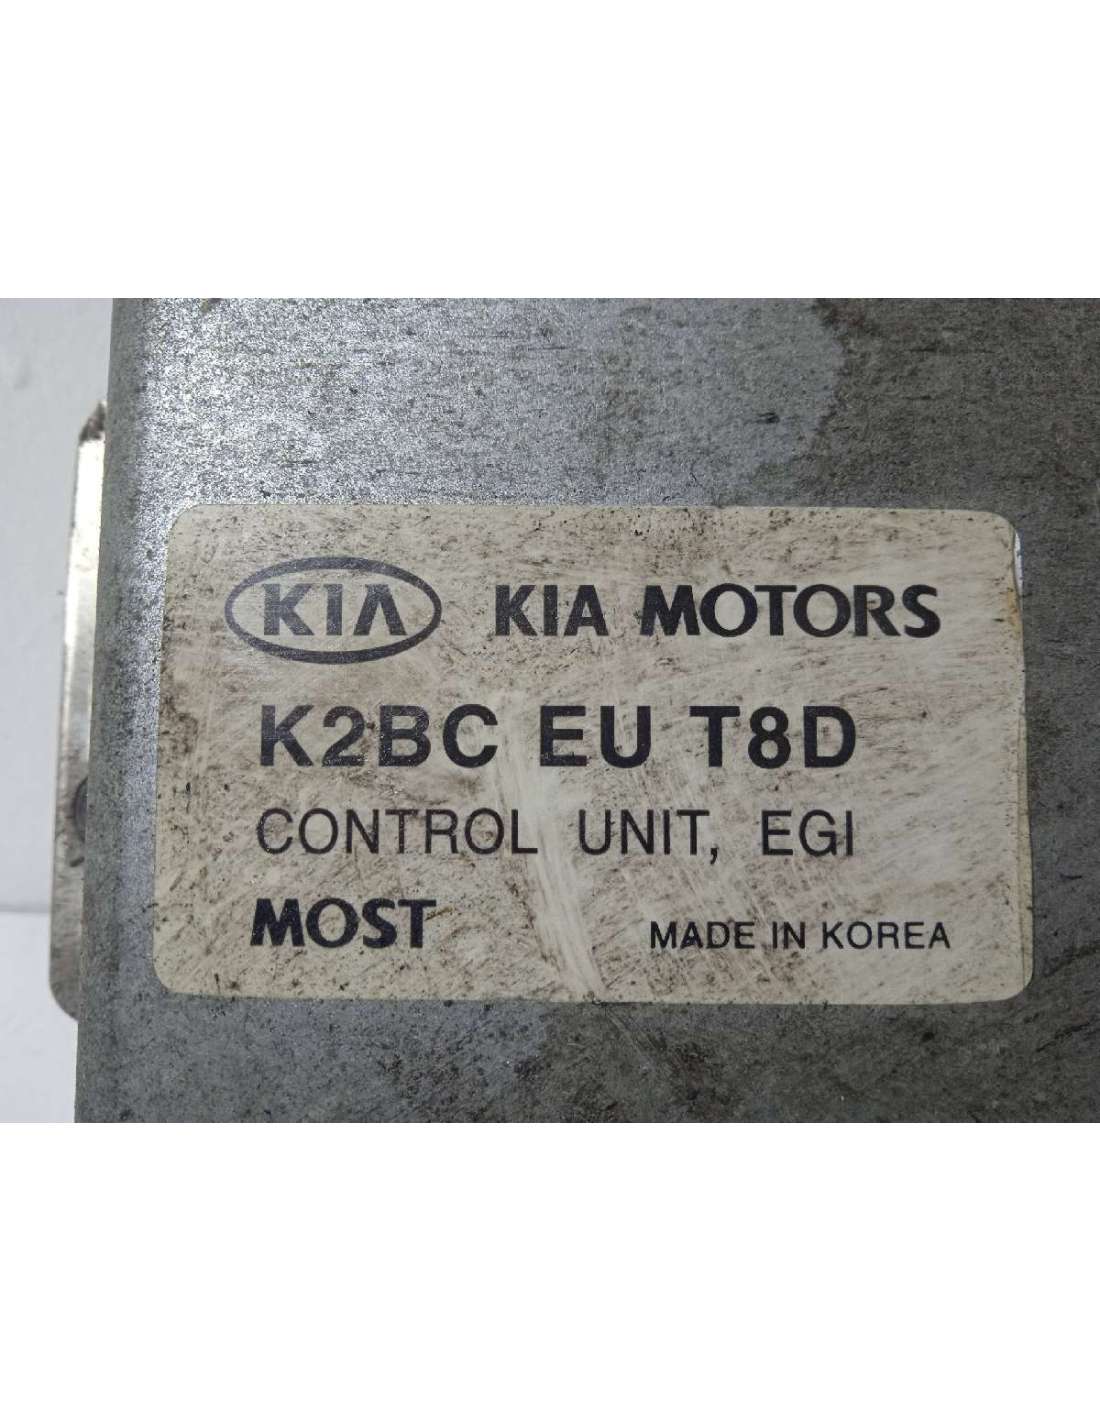 KIA KIA MOTORS
K2BC EU T8D
CONTROL UNIT, EGI
MOST MADE IN KOREA